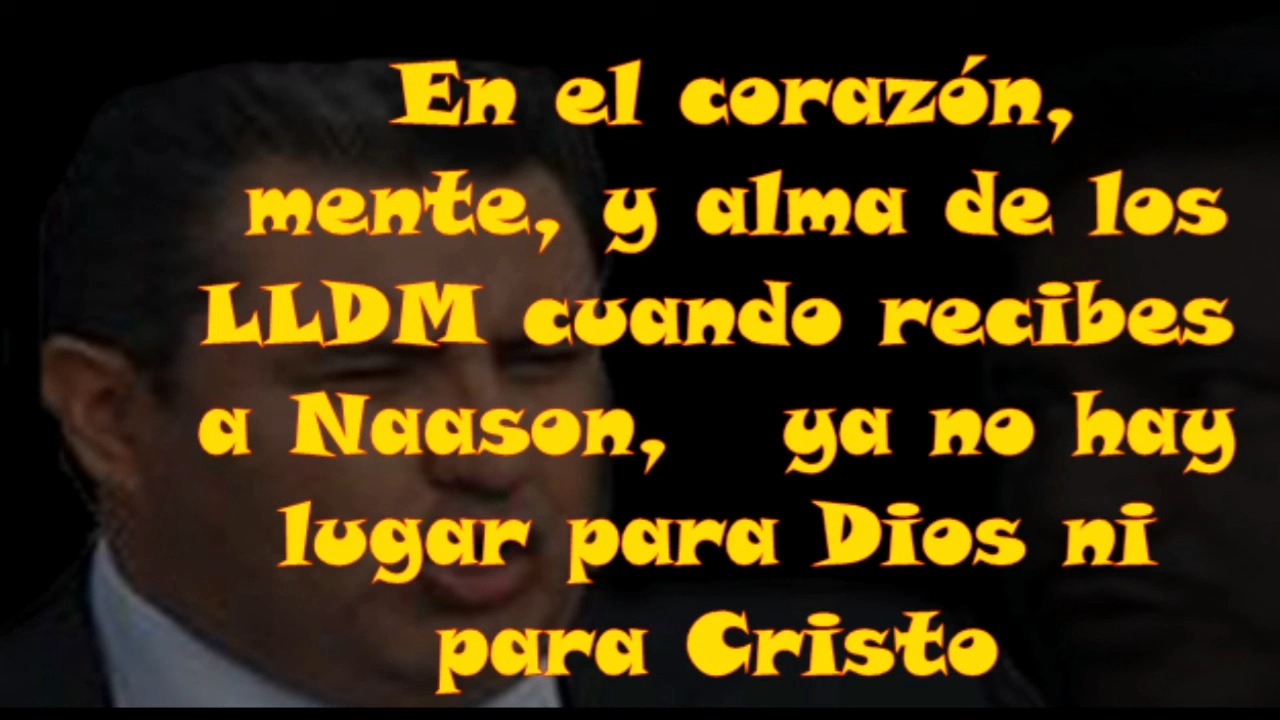 En el corazón,
mente, y alma de los
LLDM cuando recibes
a Naason, ya no hay
lugar para Dios ni
para Cristo